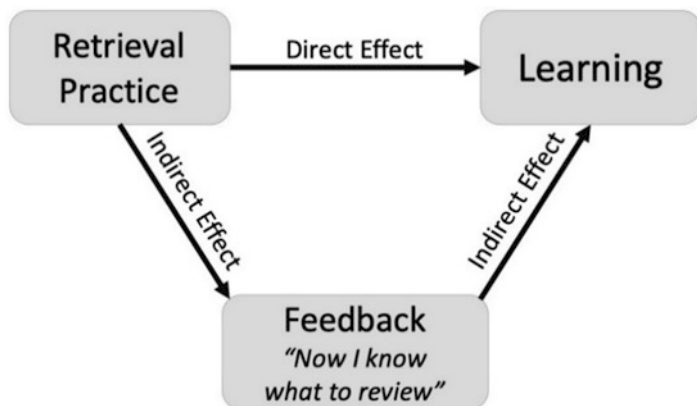 Retrieval
Practice
Direct Effect
Learning
Indirect Effect
Indirect Effect
Feedback
“Now I know
what to review”